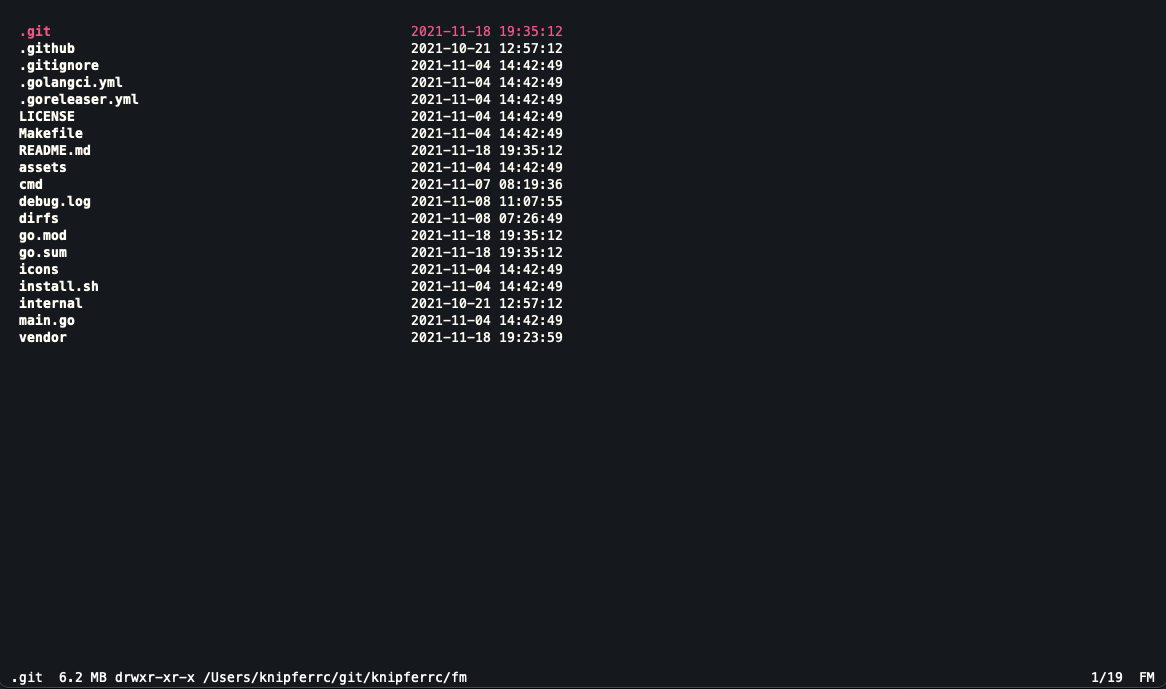 .git 2021-11-18 19:35:12
.github 2021-10-21 12:57:12
.gitignore 2021-11-04 14:42:49
.golangci.yml 2021-11-04 14:42:49
.goreleaser.yml 2021-11-04 14:42:49
LICENSE 2021-11-04 14:42:49
Makefile 2021-11-04 14:42:49
README.md 2021-11-18 19:35:12
assets 2021-11-04 14:42:49
cmd 2021-11-07 08:19:36
debug.log 2021-11-08 11:07:55
dirfs 2021-11-08 07:26:49
go.mod 2021-11-18 19:35:12
go.sum 2021-11-18 19:35:12
icons 2021-11-04 14:42:49
install.sh 2021-11-04 14:42:49
internal 2021-10-21 12:57:12
main.go 2021-11-04 14:42:49
vendor 2021-11-18 19:23:59
.git 6.2 MB drwxr-xr-x /Users/knipferrc/git/knipferrc/fm 1/19 FM